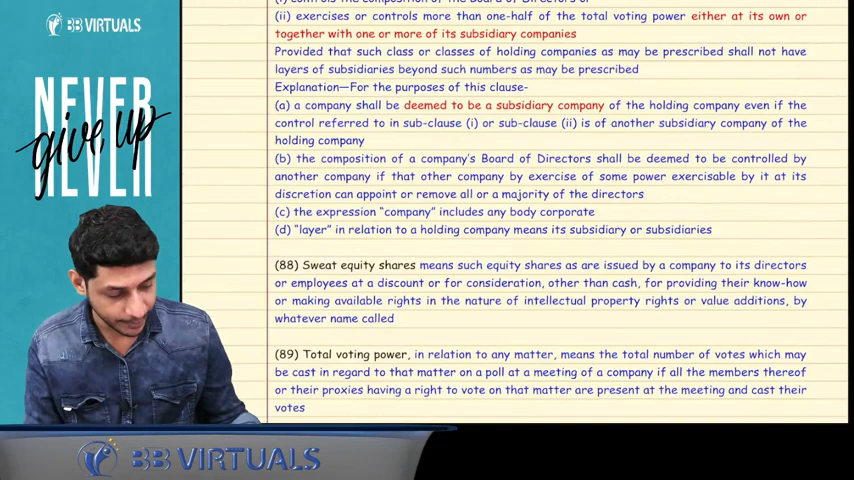 BB VIRTUALS
NEVER
give up
NEVER
(ii) exercises or controls more than one-half of the total voting power either at its own or
together with one or more of its subsidiary companies
Provided that such class or classes of holding companies as may be prescribed shall not have
layers of subsidiaries beyond such numbers as may be prescribed
Explanation—For the purposes of this clause-
(a) a company shall be deemed to be a subsidiary company of the holding company even if the
control referred to in sub-clause (i) or sub-clause (ii) is of another subsidiary company of the
holding company
(b) the composition of a company's Board of Directors shall be deemed to be controlled by
another company if that other company by exercise of some power exercisable by it at its
discretion can appoint or remove all or a majority of the directors
(c) the expression "company" includes any body corporate
(d) "layer" in relation to a holding company means its subsidiary or subsidiaries
(88) Sweat equity shares means such equity shares as are issued by a company to its directors
or employees at a discount or for consideration, other than cash, for providing their know-how
or making available rights in the nature of intellectual property rights or value additions, by
whatever name called
(89) Total voting power, in relation to any matter, means the total number of votes which may
be cast in regard to that matter on a poll at a meeting of a company if all the members thereof
or their proxies having a right to vote on that matter are present at the meeting and cast their
votes
BB VIRTUALS